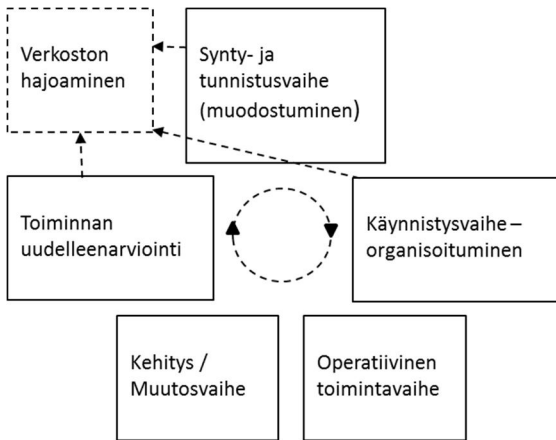 Verkoston
hajoaminen
Synty- ja
tunnistusvaihe
(muodostuminen)
Toiminnan
uudelleenarviointi
Käynnistysvaihe –
organisoituminen
Kehitys /
Muutosvaihe
Operatiivinen
toimintavaihe